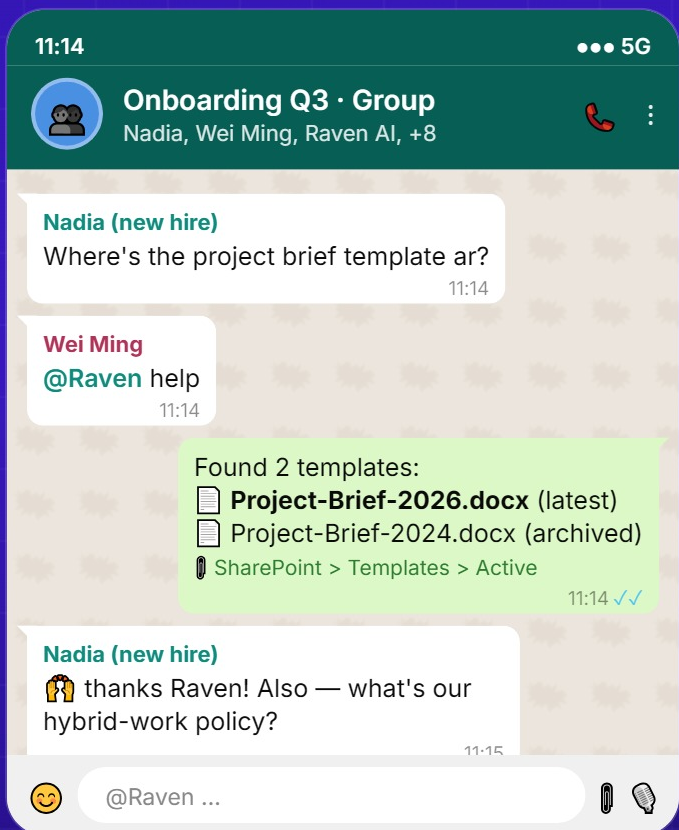 11:14
5G
Onboarding Q3 · Group
Nadia, Wei Ming, Raven AI, +8
Nadia (new hire)
Where's the project brief template ar?
11:14
Wei Ming
@Raven help
11:14
Found 2 templates:
Project-Brief-2026.docx (latest)
Project-Brief-2024.docx (archived)
SharePoint > Templates > Active
11:14 ✓✓
Nadia (new hire)
🙌 thanks Raven! Also — what's our
hybrid-work policy?
11:15
@Raven ...